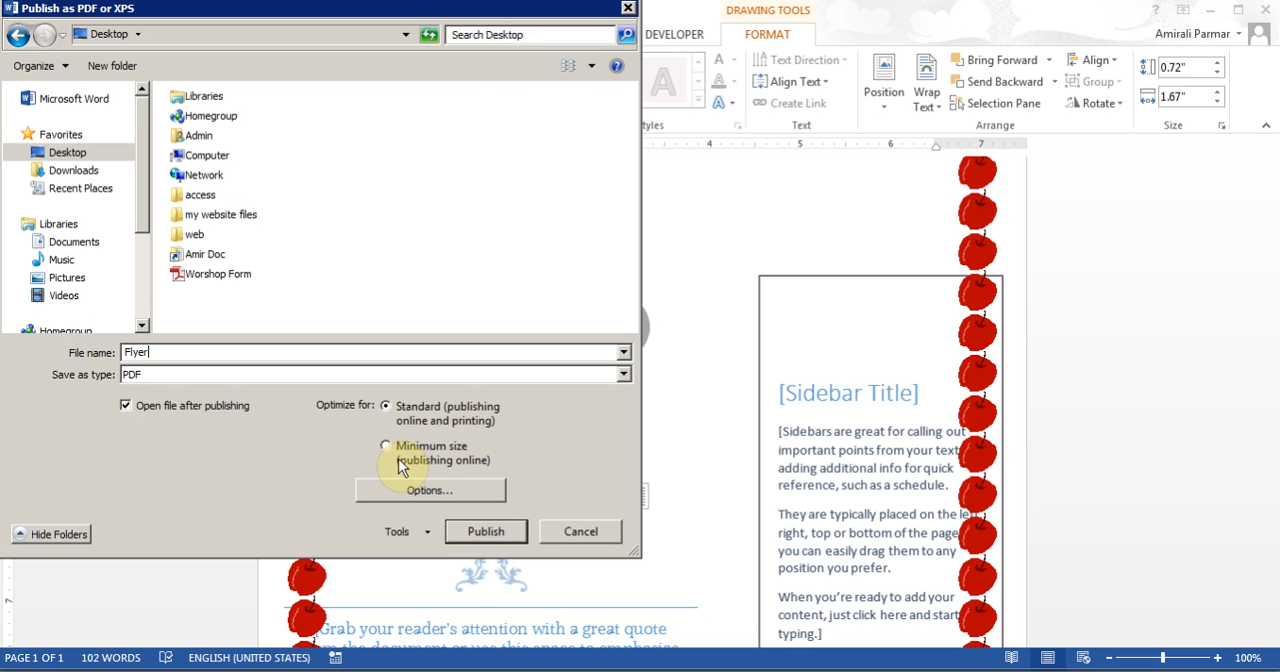 Publish as PDF or XPS
Desktop
Search Desktop
Organize
New folder
Microsoft Word
Favorites
Desktop
Downloads
Recent Places
Libraries
Documents
Music
Pictures
Videos
Homegroup
Libraries
Homegroup
Admin
Computer
Network
access
my website files
web
Amir Doc
Worshop Form
File name: Flyer
Save as type: PDF
Open file after publishing
Optimize for:
Standard (publishing
online and printing)
Minimum size
(publishing online)
Options...
Hide Folders
Tools
Publish
Cancel
DRAWING TOOLS
DEVELOPER
FORMAT
Amirali Parmar
Text Direction
Align Text
Create Link
Text
Position
Wrap
Text
Bring Forward
Send Backward
Selection Pane
Align
Group
Rotate
Arrange
0.72"
1.67"
Size
4 5 6 7
[Sidebar Title]
[Sidebars are great for calling out
important points from your text
adding additional info for quick
reference, such as a schedule.
They are typically placed on the le
right, top or bottom of the page
you can easily drag them to any
position you prefer.
When you're ready to add your
content, just click here and start
typing.]
Grab your reader's attention with a great quote
PAGE 1 OF 1
102 WORDS
ENGLISH (UNITED STATES)
100%